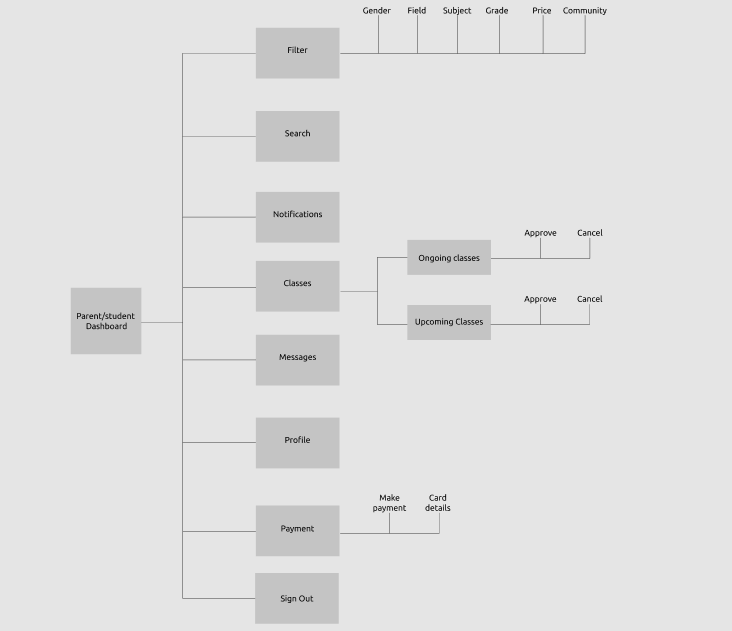 Gender Field Subject Grade Price Community
Filter
Search
Notifications
Approve Cancel
Ongoing classes
Classes
Approve Cancel
Upcoming Classes
Parent/student
Dashboard
Messages
Profile
Make
payment
Card
details
Payment
Sign Out